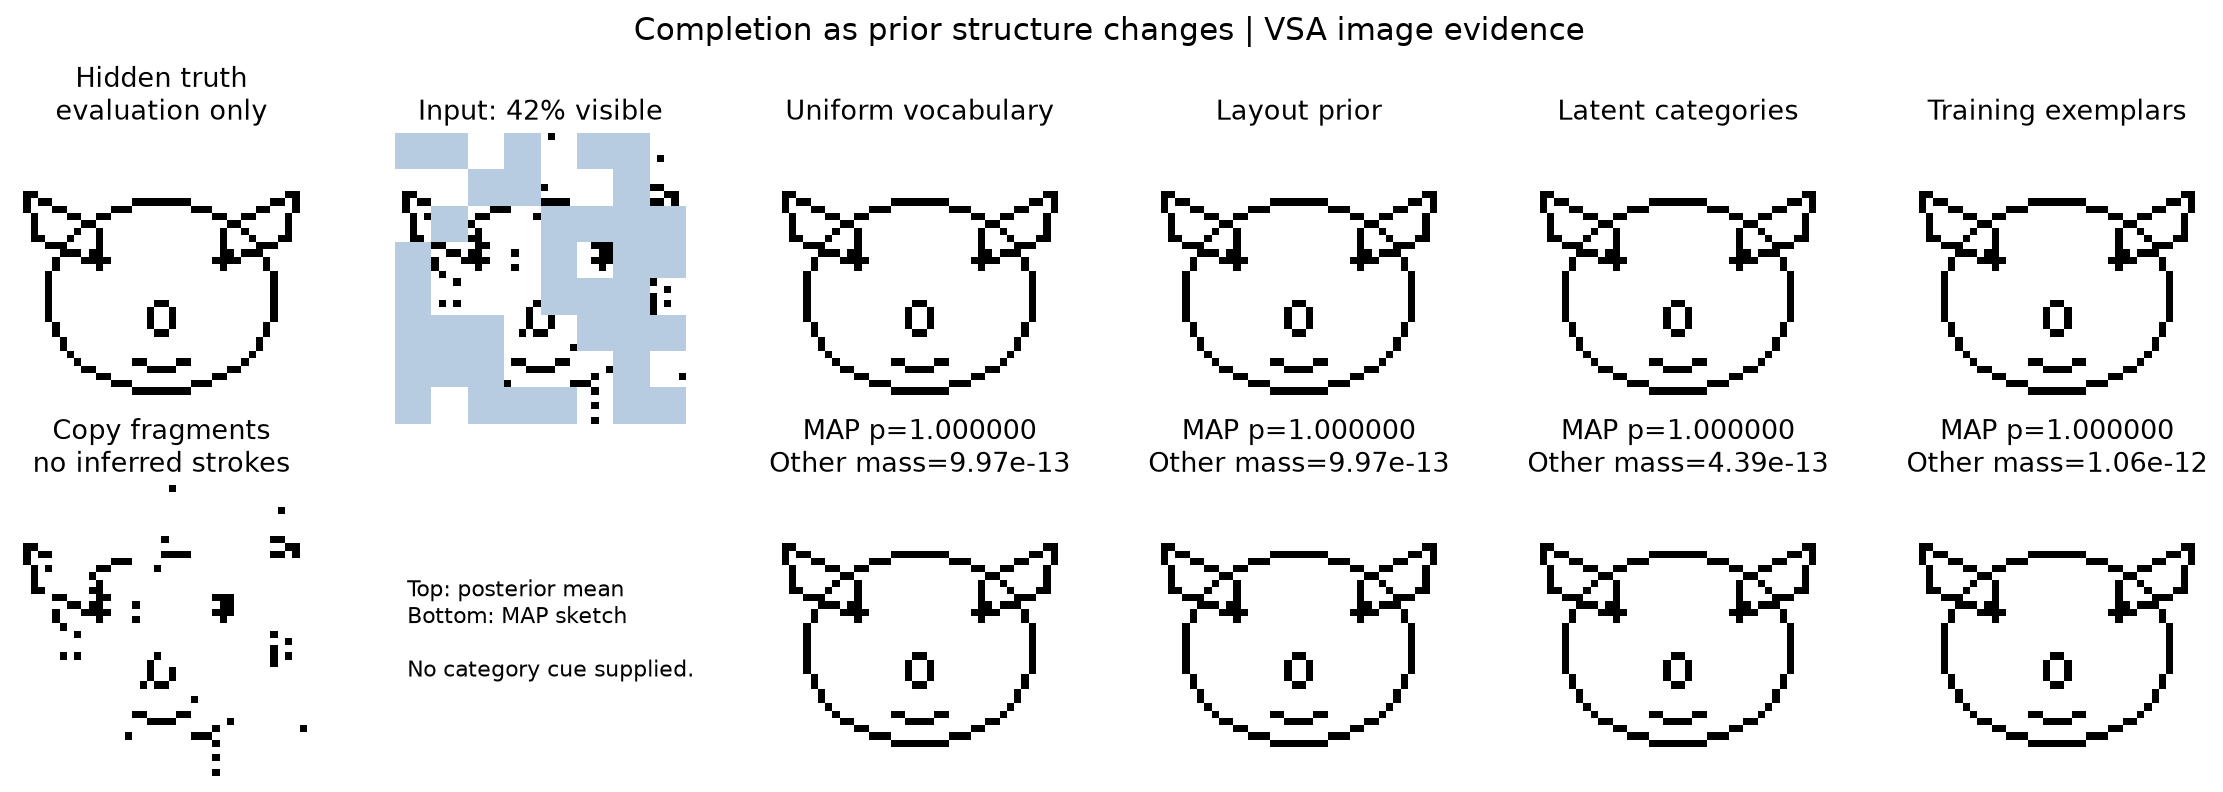 Completion as prior structure changes | VSA image evidence
Hidden truth
evaluation only
Input: 42% visible
Uniform vocabulary
Layout prior
Latent categories
Training exemplars
Copy fragments
no inferred strokes
MAP p=1.000000
Other mass=9.97e-13
MAP p=1.000000
Other mass=9.97e-13
MAP p=1.000000
Other mass=4.39e-13
MAP p=1.000000
Other mass=1.06e-12
Top: posterior mean
Bottom: MAP sketch
No category cue supplied.